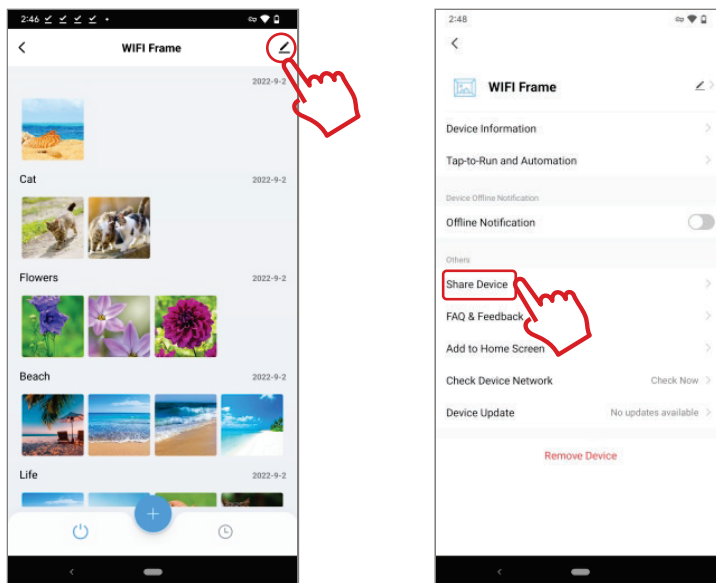 2:46
WIFI Frame
2022-9-2
Cat 2022-9-2
Flowers 2022-9-2
Beach 2022-9-2
Life 2022-9-2
2:48
WIFI Frame
Device Information
Tap-to-Run and Automation
Device Offline Notification
Offline Notification
Others
Share Device
FAQ & Feedback
Add to Home Screen
Check Device Network Check Now
Device Update No updates available
Remove Device